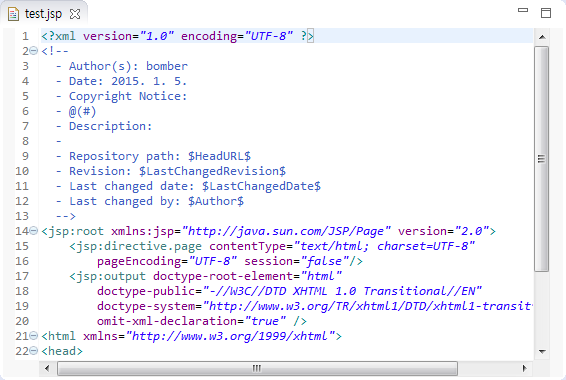 test.jsp
1 <?xml version="1.0" encoding="UTF-8" ?>
2 <!--
3 - Author(s): bomber
4 - Date: 2015. 1. 5.
5 - Copyright Notice:
6 - @(#)
7 - Description:
8 -
9 - Repository path: $HeadURL$
10 - Revision: $LastChangedRevision$
11 - Last changed date: $LastChangedDate$
12 - Last changed by: $Author$
13 -->
14 <jsp:root xmlns:jsp="http://java.sun.com/JSP/Page" version="2.0">
15 <jsp:directive.page contentType="text/html; charset=UTF-8"
16 pageEncoding="UTF-8" session="false"/>
17 <jsp:output doctype-root-element="html"
18 doctype-public="-//W3C//DTD XHTML 1.0 Transitional//EN"
19 doctype-system="http://www.w3.org/TR/xhtml1/DTD/xhtml1-transit
20 omit-xml-declaration="true" />
21 <html xmlns="http://www.w3.org/1999/xhtml">
22 <head>